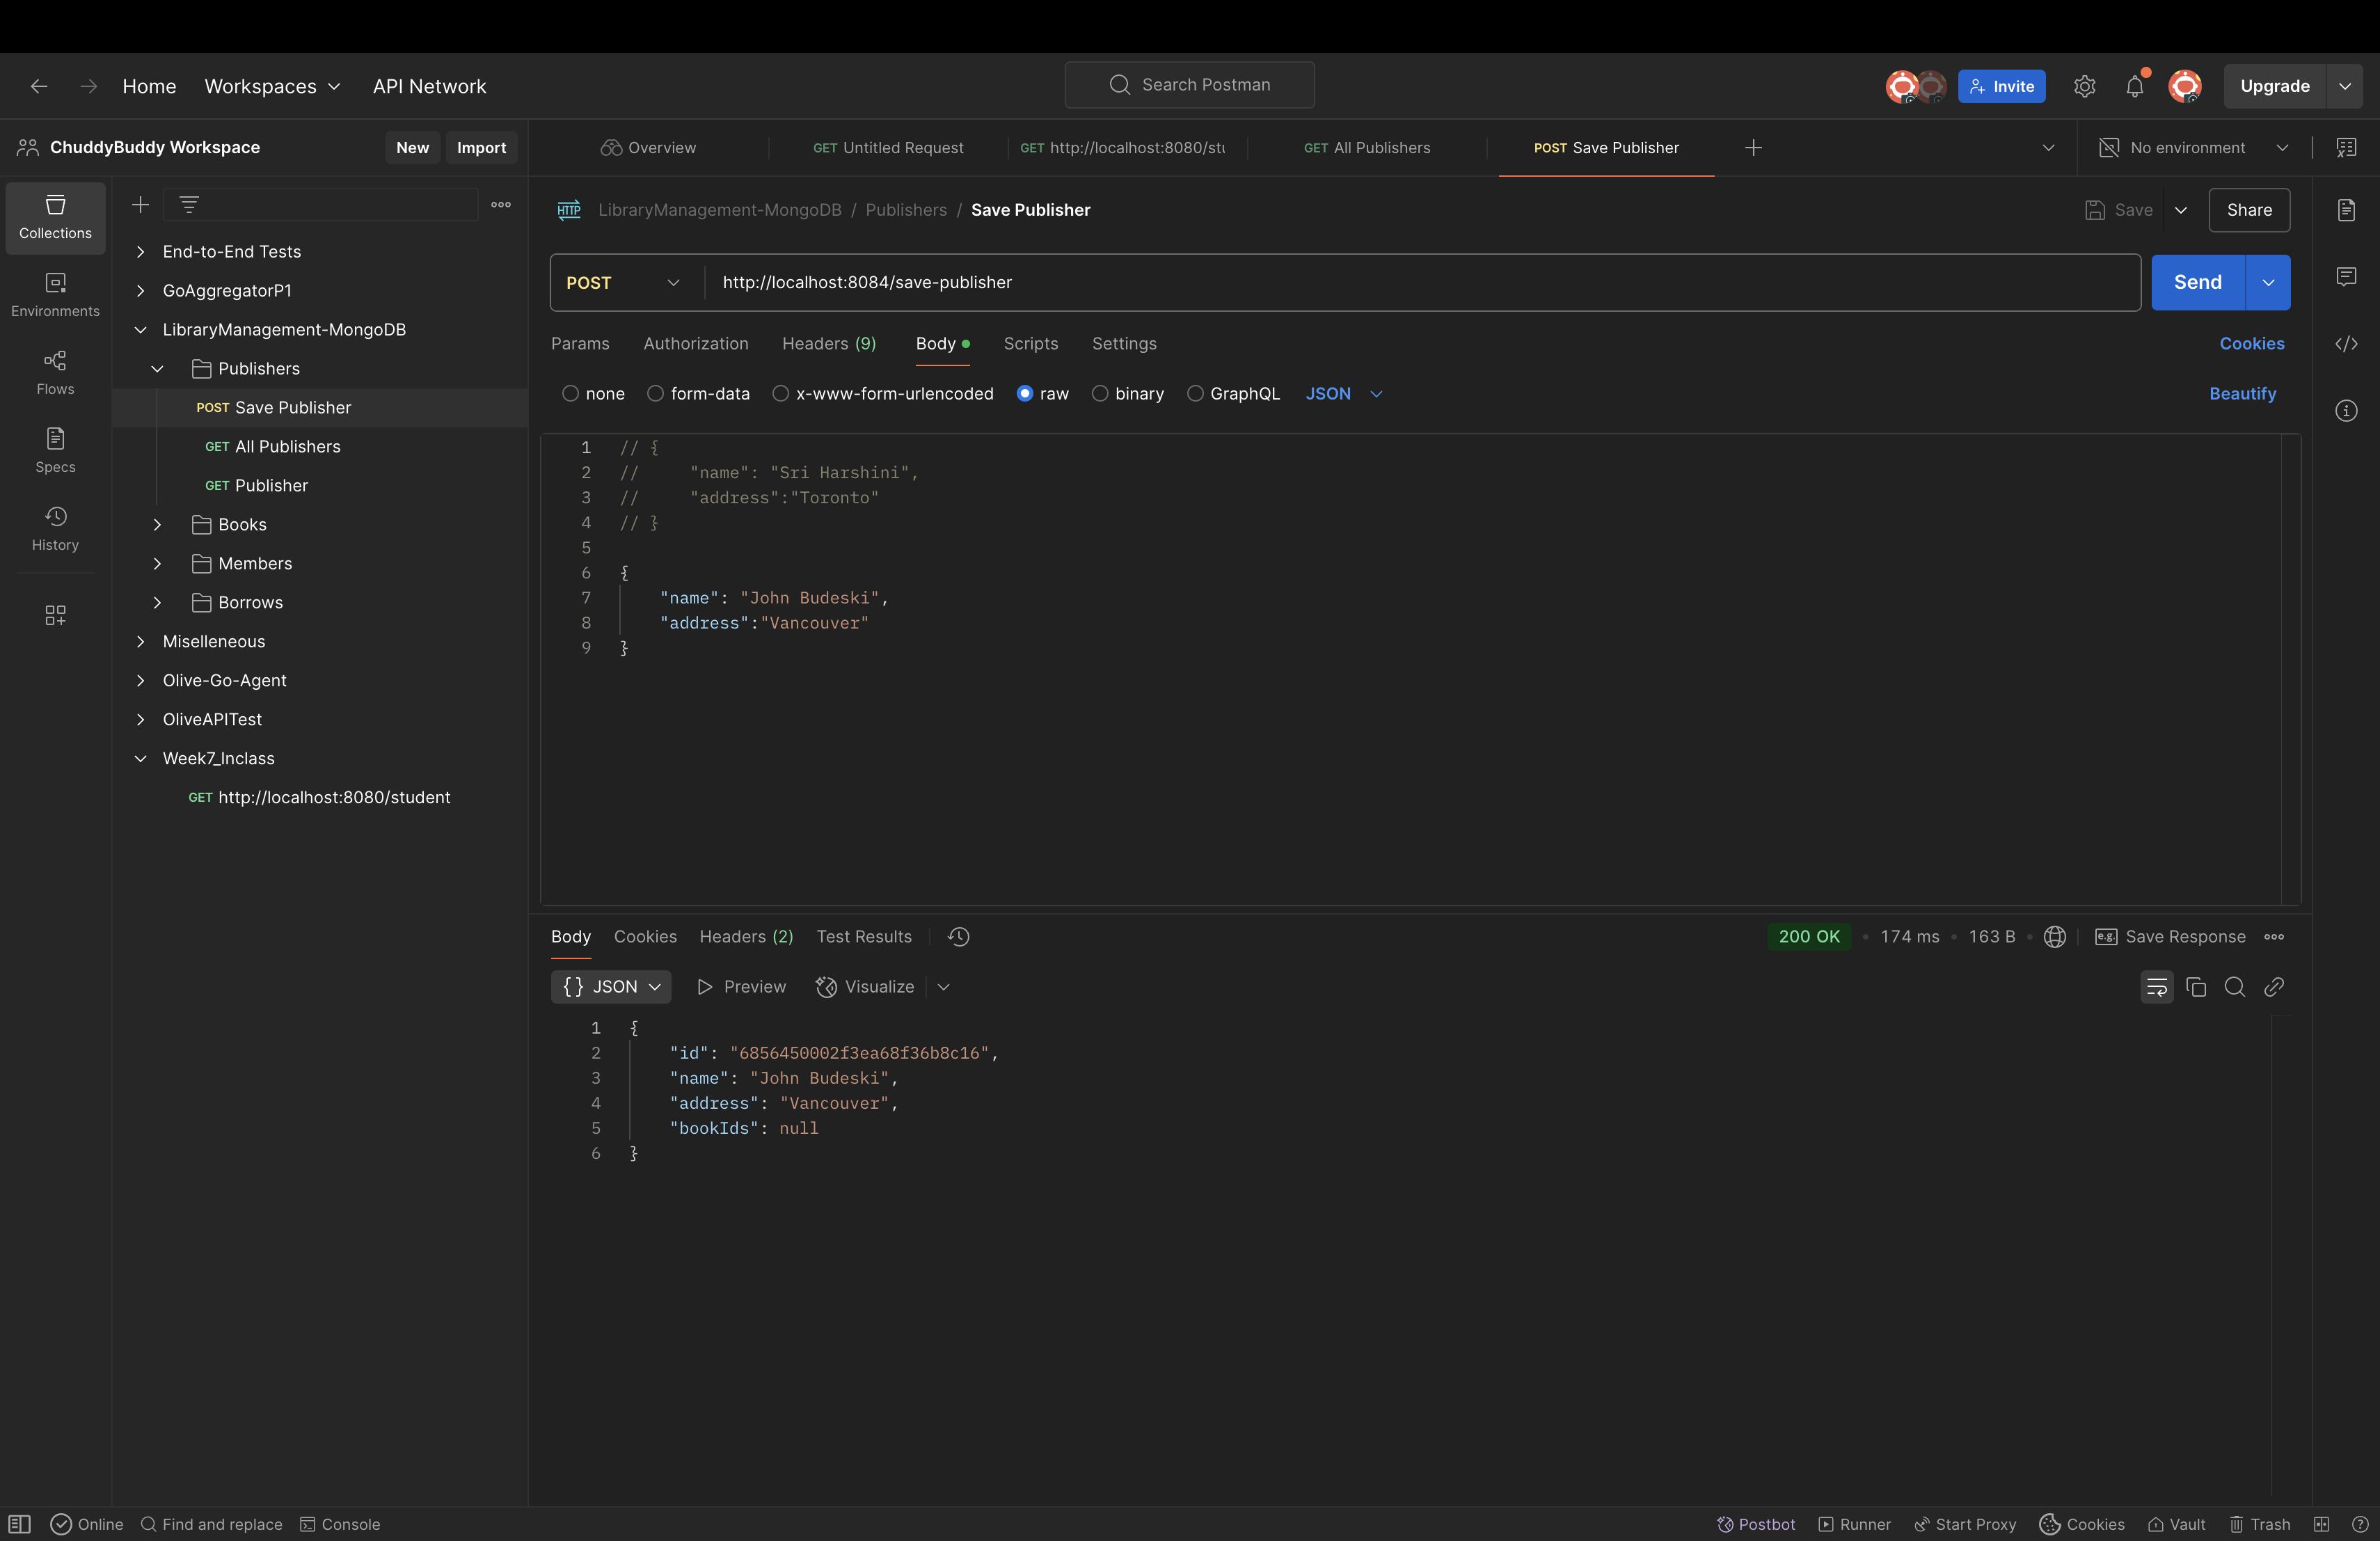 Home Workspaces API Network Search Postman Invite Upgrade
ChuddyBuddy Workspace New Import
Overview GET Untitled Request GET http://localhost:8080/stu GET All Publishers POST Save Publisher No environment
Collections
Environments
Flows
Specs
History
End-to-End Tests
GoAggregatorP1
LibraryManagement-MongoDB
Publishers
POST Save Publisher
GET All Publishers
GET Publisher
Books
Members
Borrows
Miselleneous
Olive-Go-Agent
OliveAPITest
Week7_Inclass
GET http://localhost:8080/student
HTTP LibraryManagement-MongoDB / Publishers / Save Publisher Save Share
POST http://localhost:8084/save-publisher Send
Params Authorization Headers (9) Body Scripts Settings Cookies
none form-data x-www-form-urlencoded raw binary GraphQL JSON Beautify
1 // {
2 // "name": "Sri Harshini",
3 // "address":"Toronto"
4 // }
5
6 {
7 "name": "John Budeski",
8 "address":"Vancouver"
9 }
Body Cookies Headers (2) Test Results 200 OK • 174 ms • 163 B • e.g. Save Response
{} JSON Preview Visualize
1 {
2 "id": "6856450002f3ea68f36b8c16",
3 "name": "John Budeski",
4 "address": "Vancouver",
5 "bookIds": null
6 }
Online Find and replace Console Postbot Runner Start Proxy Cookies Vault Trash